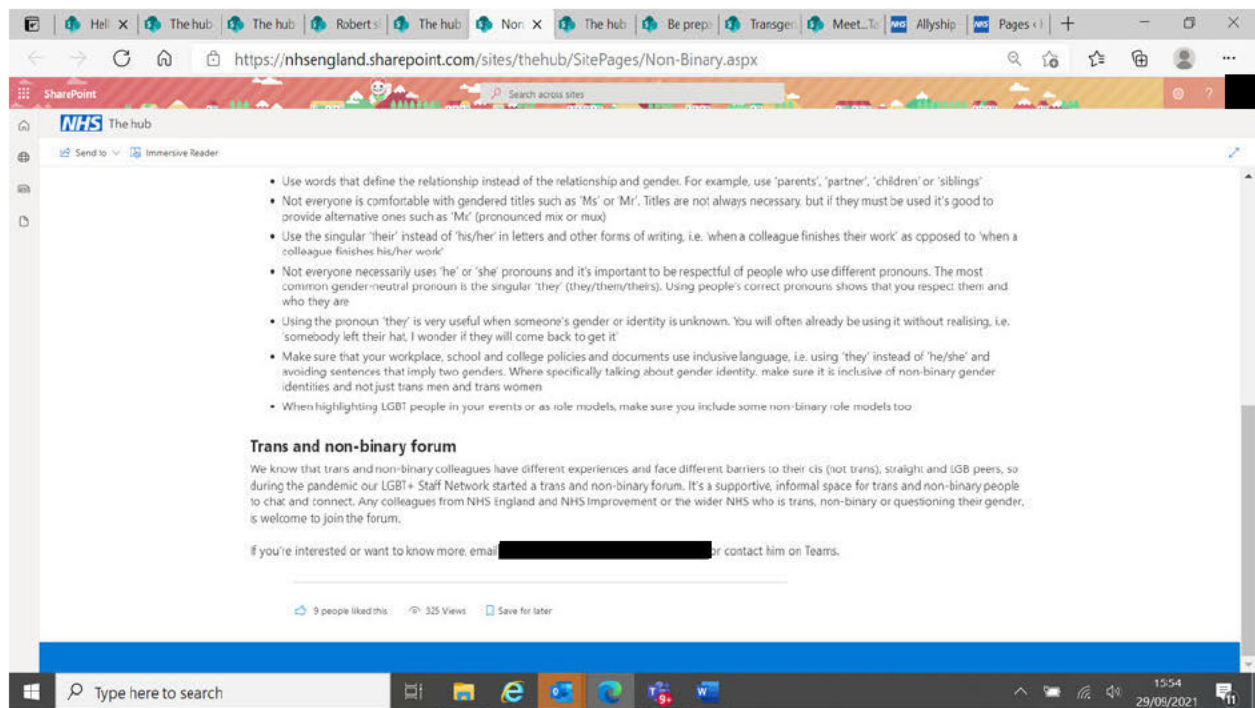 Hel
The hub
The hub
Robert s
The hub
Non
The hub
Be prepa
Transgen
Meet...Ta
NHS Allyship
NHS Pages
https://nhsengland.sharepoint.com/sites/thehub/SitePages/Non-Binary.aspx
SharePoint
Search across sites
?
NHS The hub
Send to
Immersive Reader
• Use words that define the relationship instead of the relationship and gender. For example, use 'parents', 'partner', 'children' or 'siblings'
• Not everyone is comfortable with gendered titles such as 'Ms' or 'Mr'. Titles are not always necessary, but if they must be used it's good to
provide alternative ones such as 'Mx' (pronounced mix or mux)
• Use the singular 'their' instead of 'his/her' in letters and other forms of writing, i.e. 'when a colleague finishes their work' as opposed to 'when a
colleague finishes his/her work'
• Not everyone necessarily uses 'he' or 'she' pronouns and it's important to be respectful of people who use different pronouns. The most
common gender-neutral pronoun is the singular 'they' (they/them/theirs). Using people's correct pronouns shows that you respect them and
who they are
• Using the pronoun 'they' is very useful when someone's gender or identity is unknown. You will often already be using it without realising, i.e.
'somebody left their hat, I wonder if they will come back to get it'
• Make sure that your workplace, school and college policies and documents use inclusive language, i.e. using 'they' instead of 'he/she' and
avoiding sentences that imply two genders. Where specifically talking about gender identity, make sure it is inclusive of non-binary gender
identities and not just trans men and trans women
• When highlighting LGBT people in your events or as role models, make sure you include some non-binary role models too
Trans and non-binary forum
We know that trans and non-binary colleagues have different experiences and face different barriers to their cis (not trans), straight and LGB peers, so
during the pandemic our LGBT+ Staff Network started a trans and non-binary forum. It's a supportive, informal space for trans and non-binary people
to chat and connect. Any colleagues from NHS England and NHS Improvement or the wider NHS who is trans, non-binary or questioning their gender,
is welcome to join the forum.
If you're interested or want to know more, email or contact him on Teams.
9 people liked this
325 Views
Save for later
Type here to search
9+
15:54
29/09/2021
11